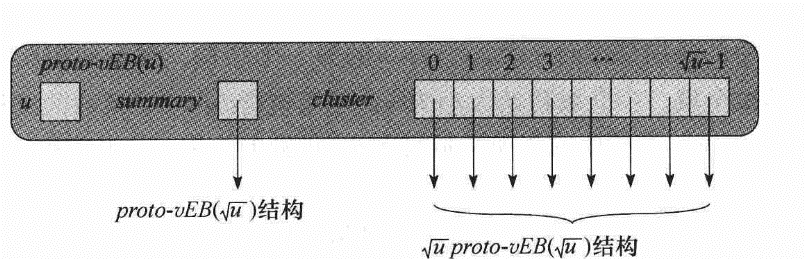 proto-vEB(u)
0 1 2 3 … √u-1
u summary cluster
proto-vEB(√u)结构
√u proto-vEB(√u)结构